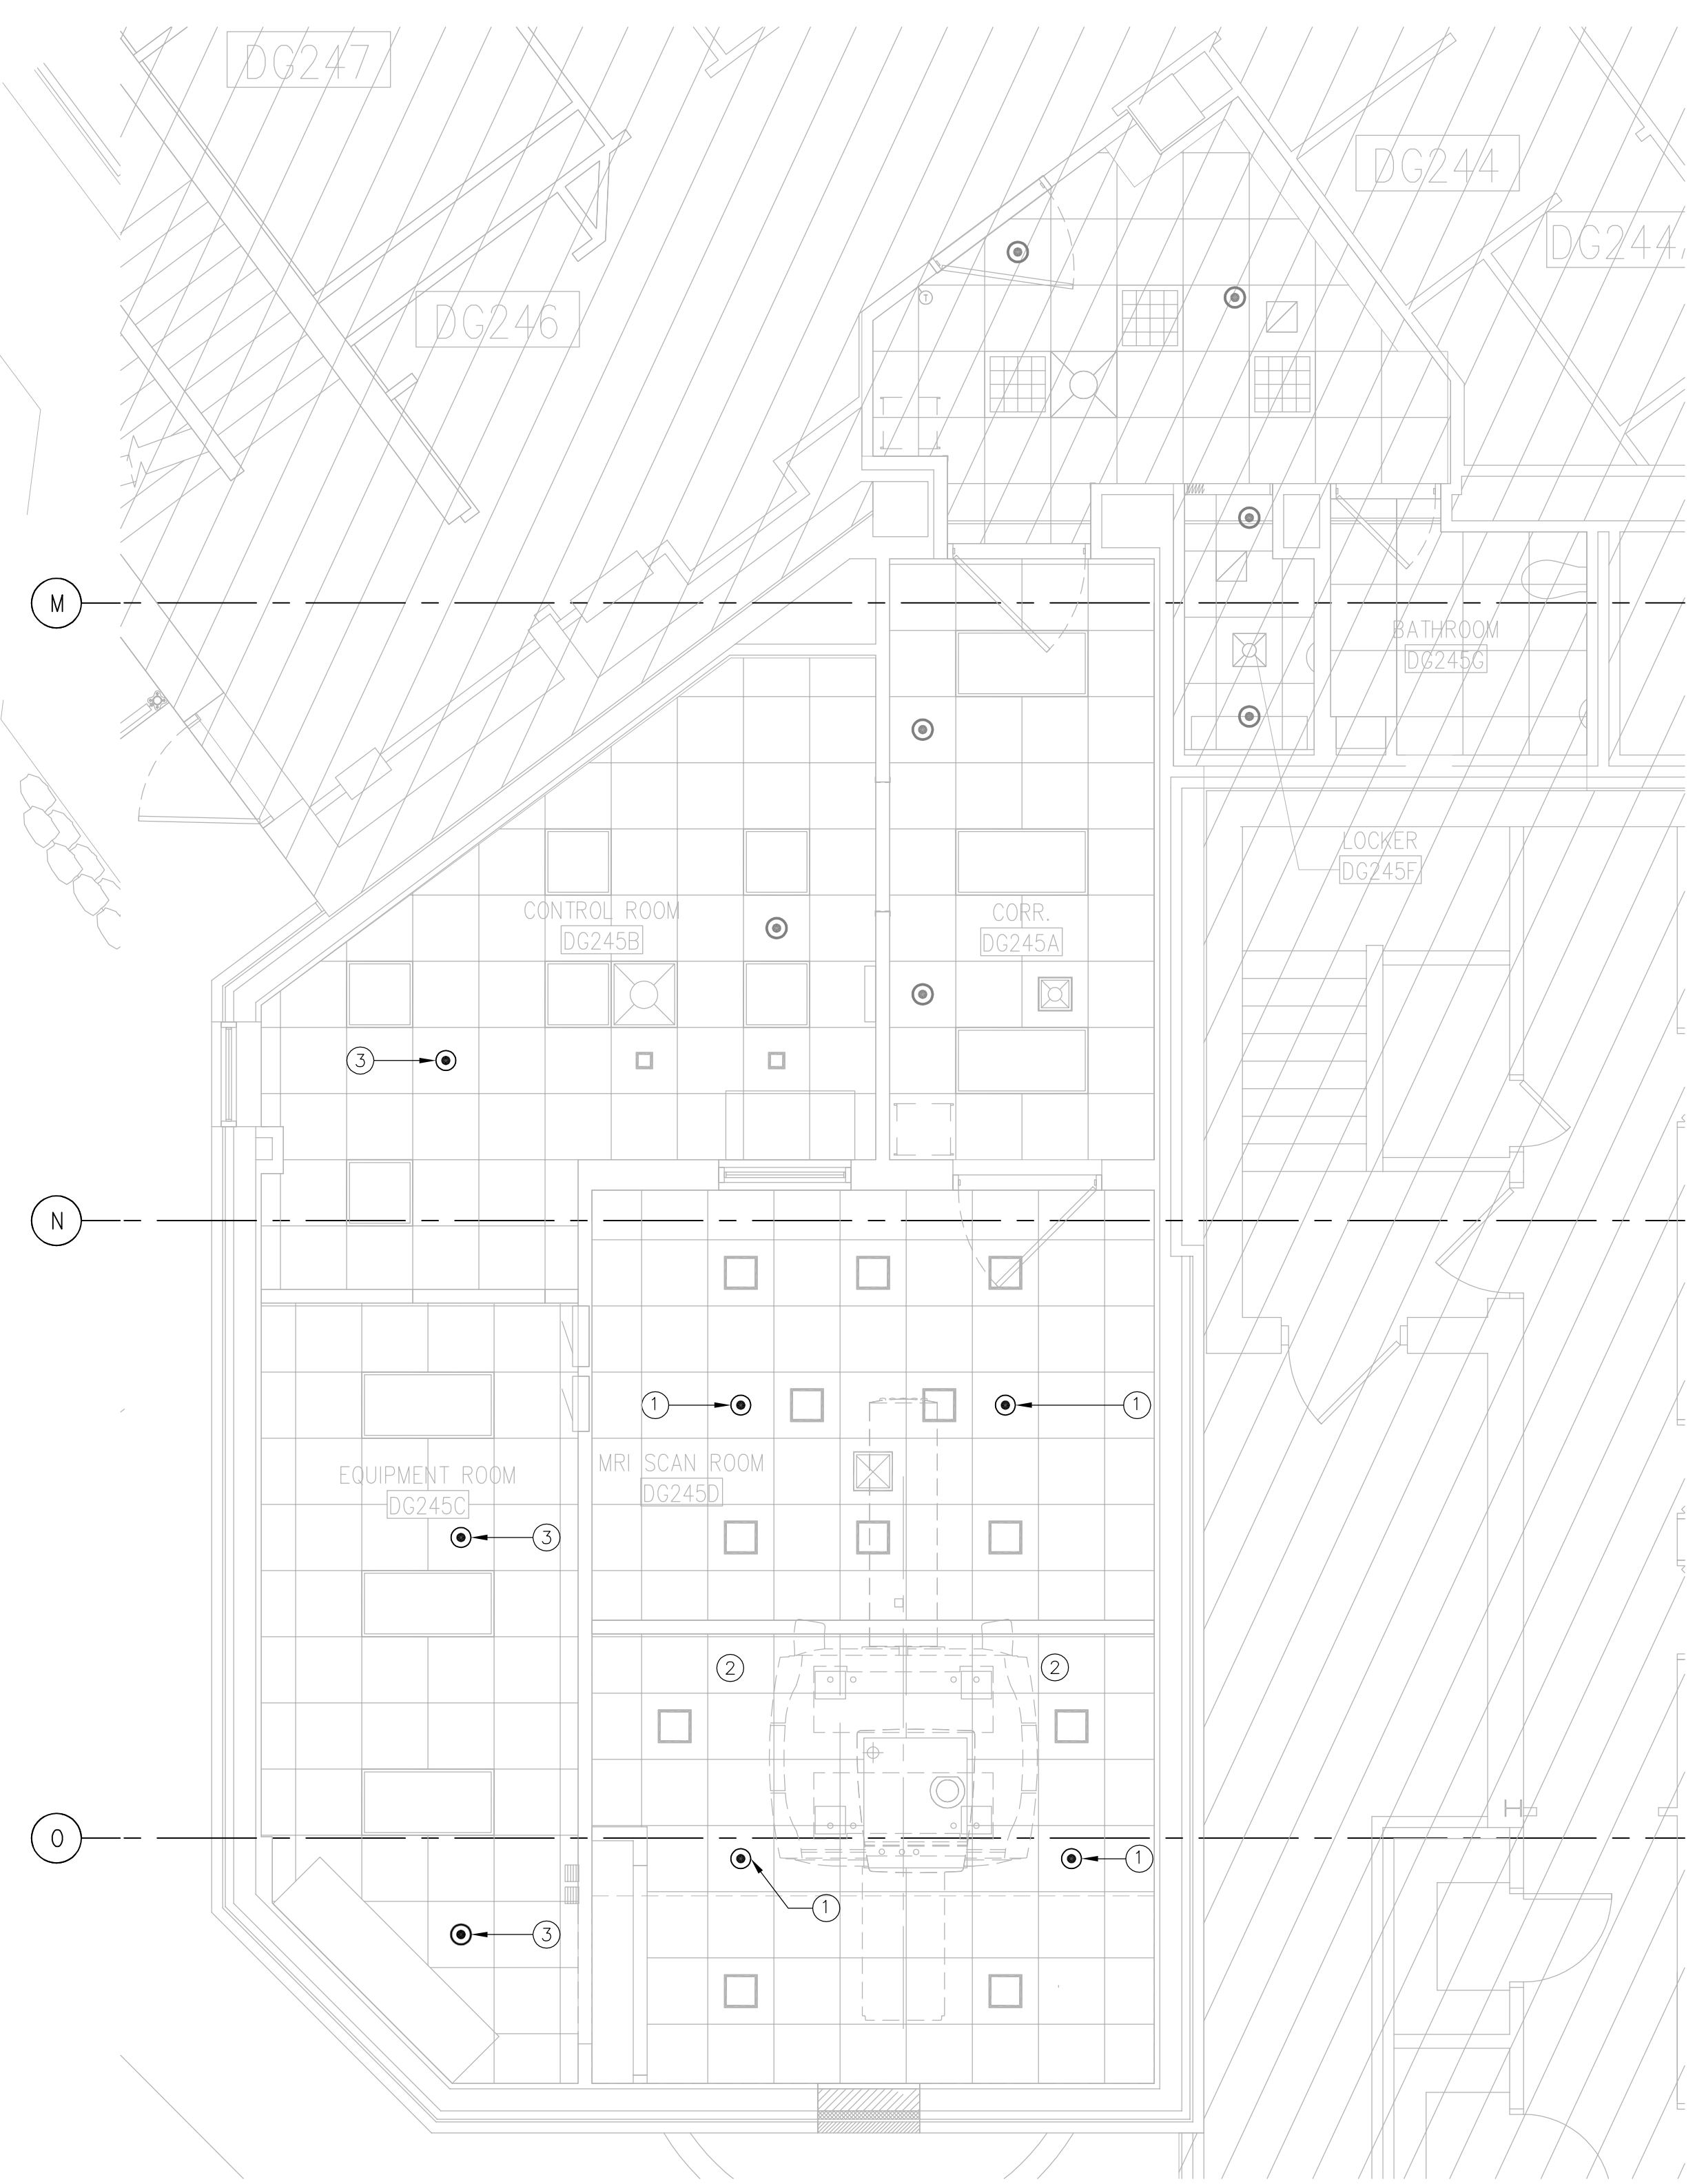 DG247
DG244
DG244
DG246
T
M
BATHROOM
DG245G
LOCKER
DG245F
CONTROL ROOM
DG245B
CORR.
DG245A
3
N
1
1
MRI SCAN ROOM
DG245D
EQUIPMENT ROOM
DG245C
3
2
2
O
1
1
3